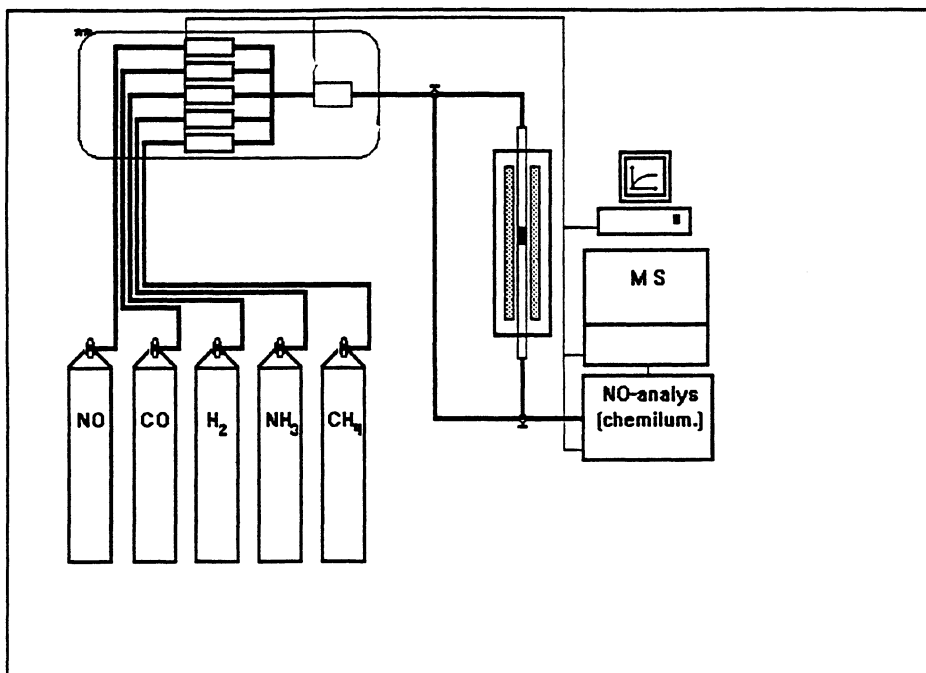 **
NO
CO
H₂
NH₃
CH₄
M S
NO-analys
(chemilum.)